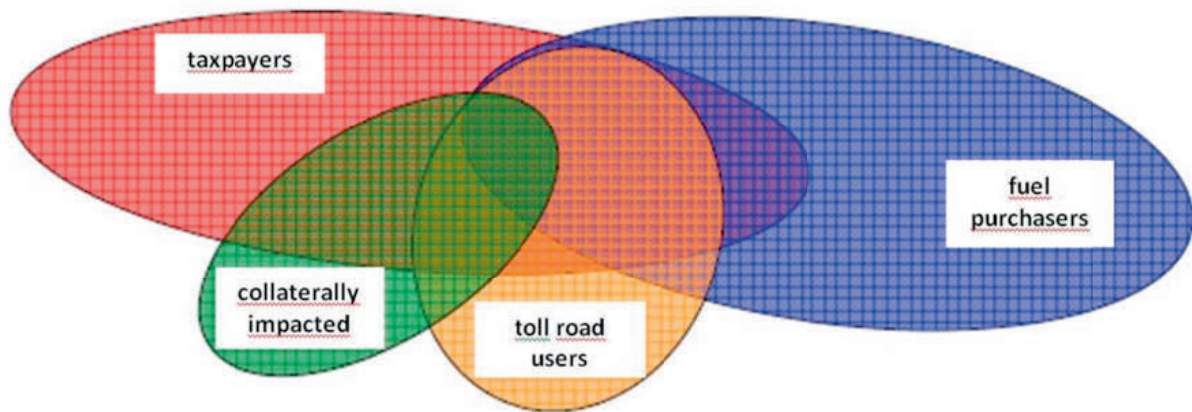 taxpayers
fuel
purchasers
collaterally
impacted
toll road
users